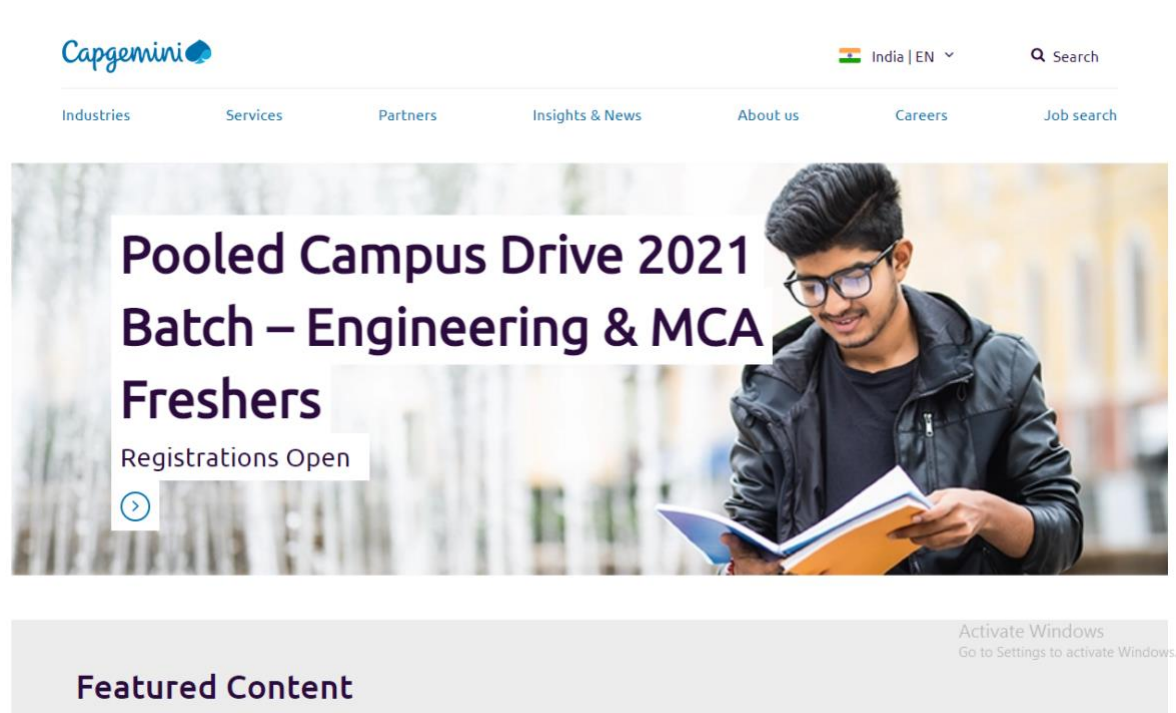 Capgemini
India | EN
Search
Industries Services Partners Insights & News About us Careers Job search
Pooled Campus Drive 2021
Batch – Engineering & MCA
Freshers
Registrations Open
Activate Windows
Go to Settings to activate Windows.
Featured Content